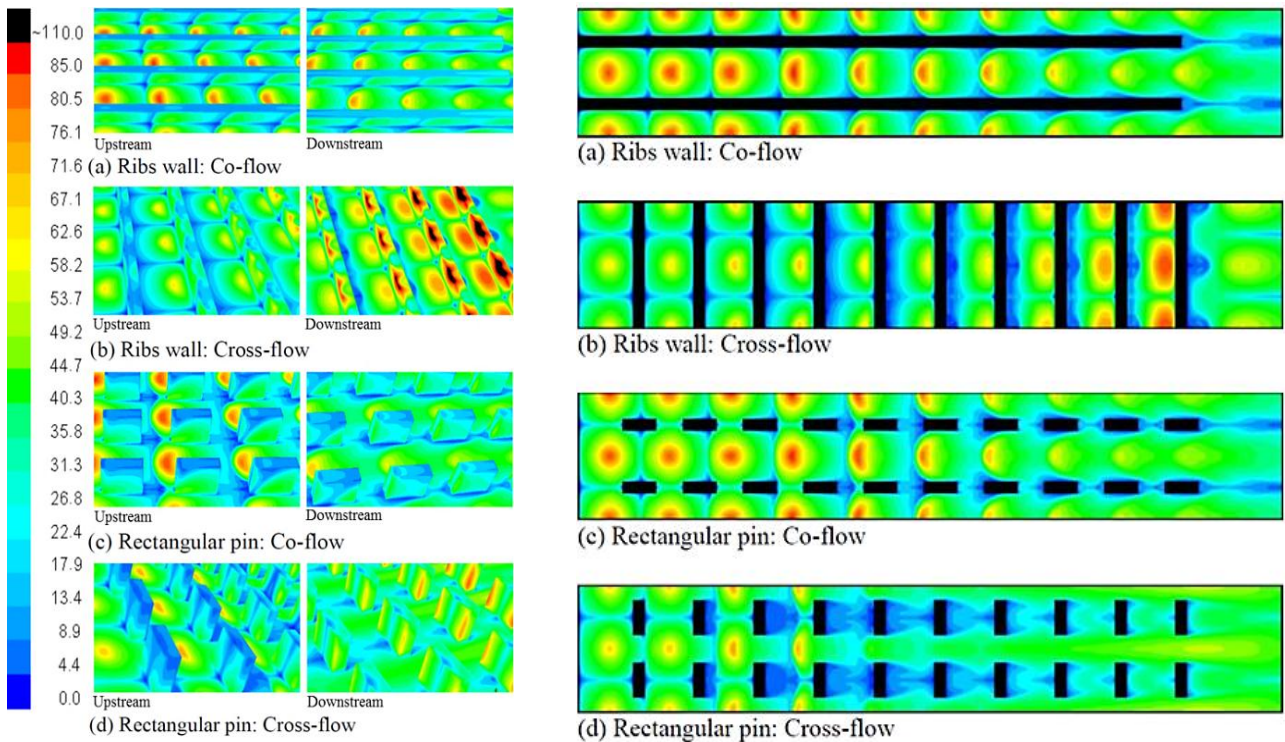 ~110.0
85.0
80.5
76.1
71.6
67.1
62.6
58.2
53.7
49.2
44.7
40.3
35.8
31.3
26.8
22.4
17.9
13.4
8.9
4.4
0.0
Upstream
Downstream
(a) Ribs wall: Co-flow
Upstream
Downstream
(b) Ribs wall: Cross-flow
Upstream
Downstream
(c) Rectangular pin: Co-flow
Upstream
Downstream
(d) Rectangular pin: Cross-flow
(a) Ribs wall: Co-flow
(b) Ribs wall: Cross-flow
(c) Rectangular pin: Co-flow
(d) Rectangular pin: Cross-flow